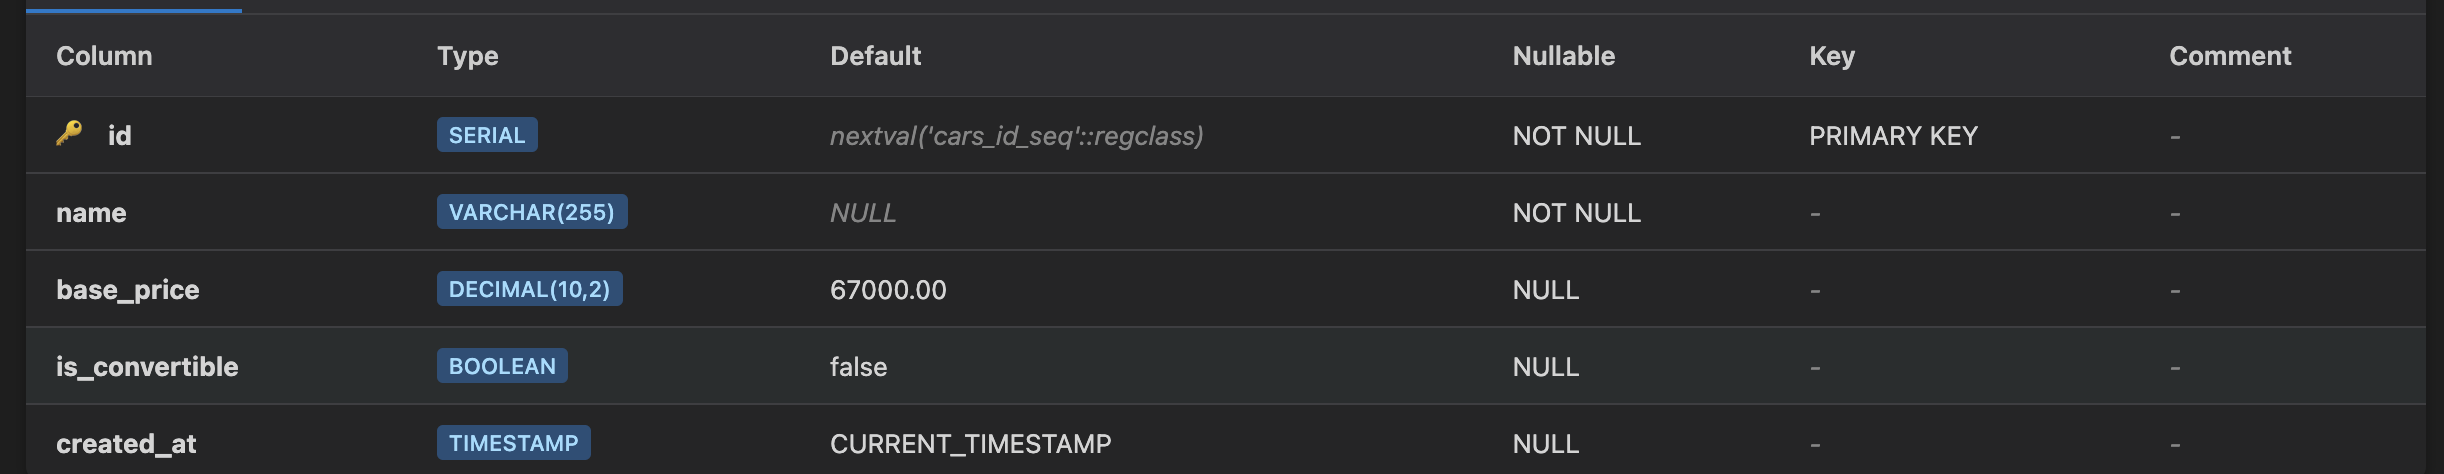 Column Type Default Nullable Key Comment
id SERIAL nextval('cars_id_seq'::regclass) NOT NULL PRIMARY KEY -
name VARCHAR(255) NULL NOT NULL - -
base_price DECIMAL(10,2) 67000.00 NULL - -
is_convertible BOOLEAN false NULL - -
created_at TIMESTAMP CURRENT_TIMESTAMP NULL - -